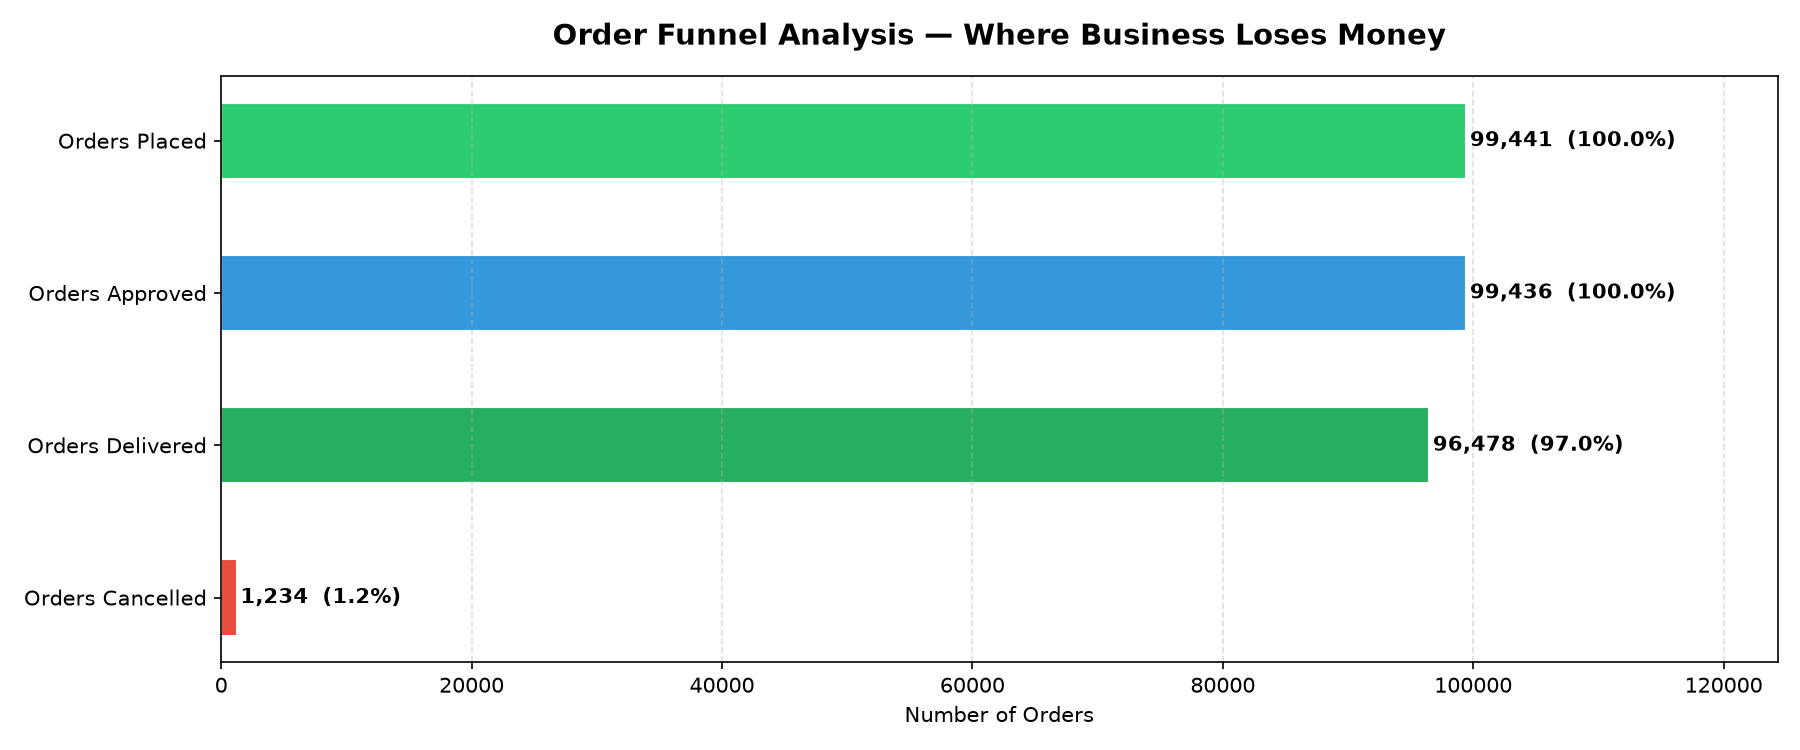 Order Funnel Analysis — Where Business Loses Money
Orders Placed
99,441  (100.0%)
Orders Approved
99,436  (100.0%)
Orders Delivered
96,478  (97.0%)
Orders Cancelled
1,234  (1.2%)
0 20000 40000 60000 80000 100000 120000
Number of Orders